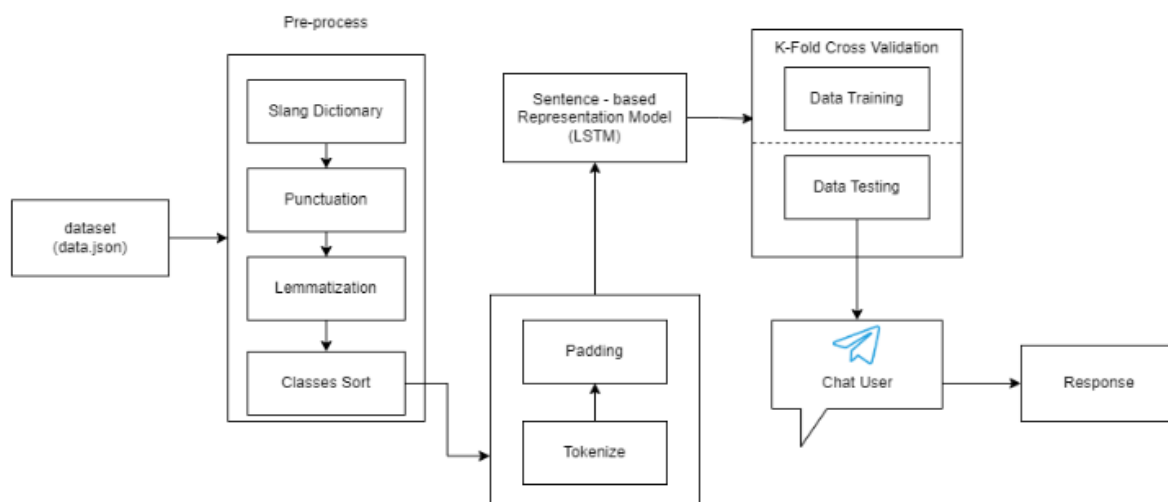 Pre-process
Slang Dictionary
Punctuation
Lemmatization
Classes Sort
dataset
(data.json)
Padding
Tokenize
Sentence - based
Representation Model
(LSTM)
K-Fold Cross Validation
Data Training
Data Testing
Chat User
Response